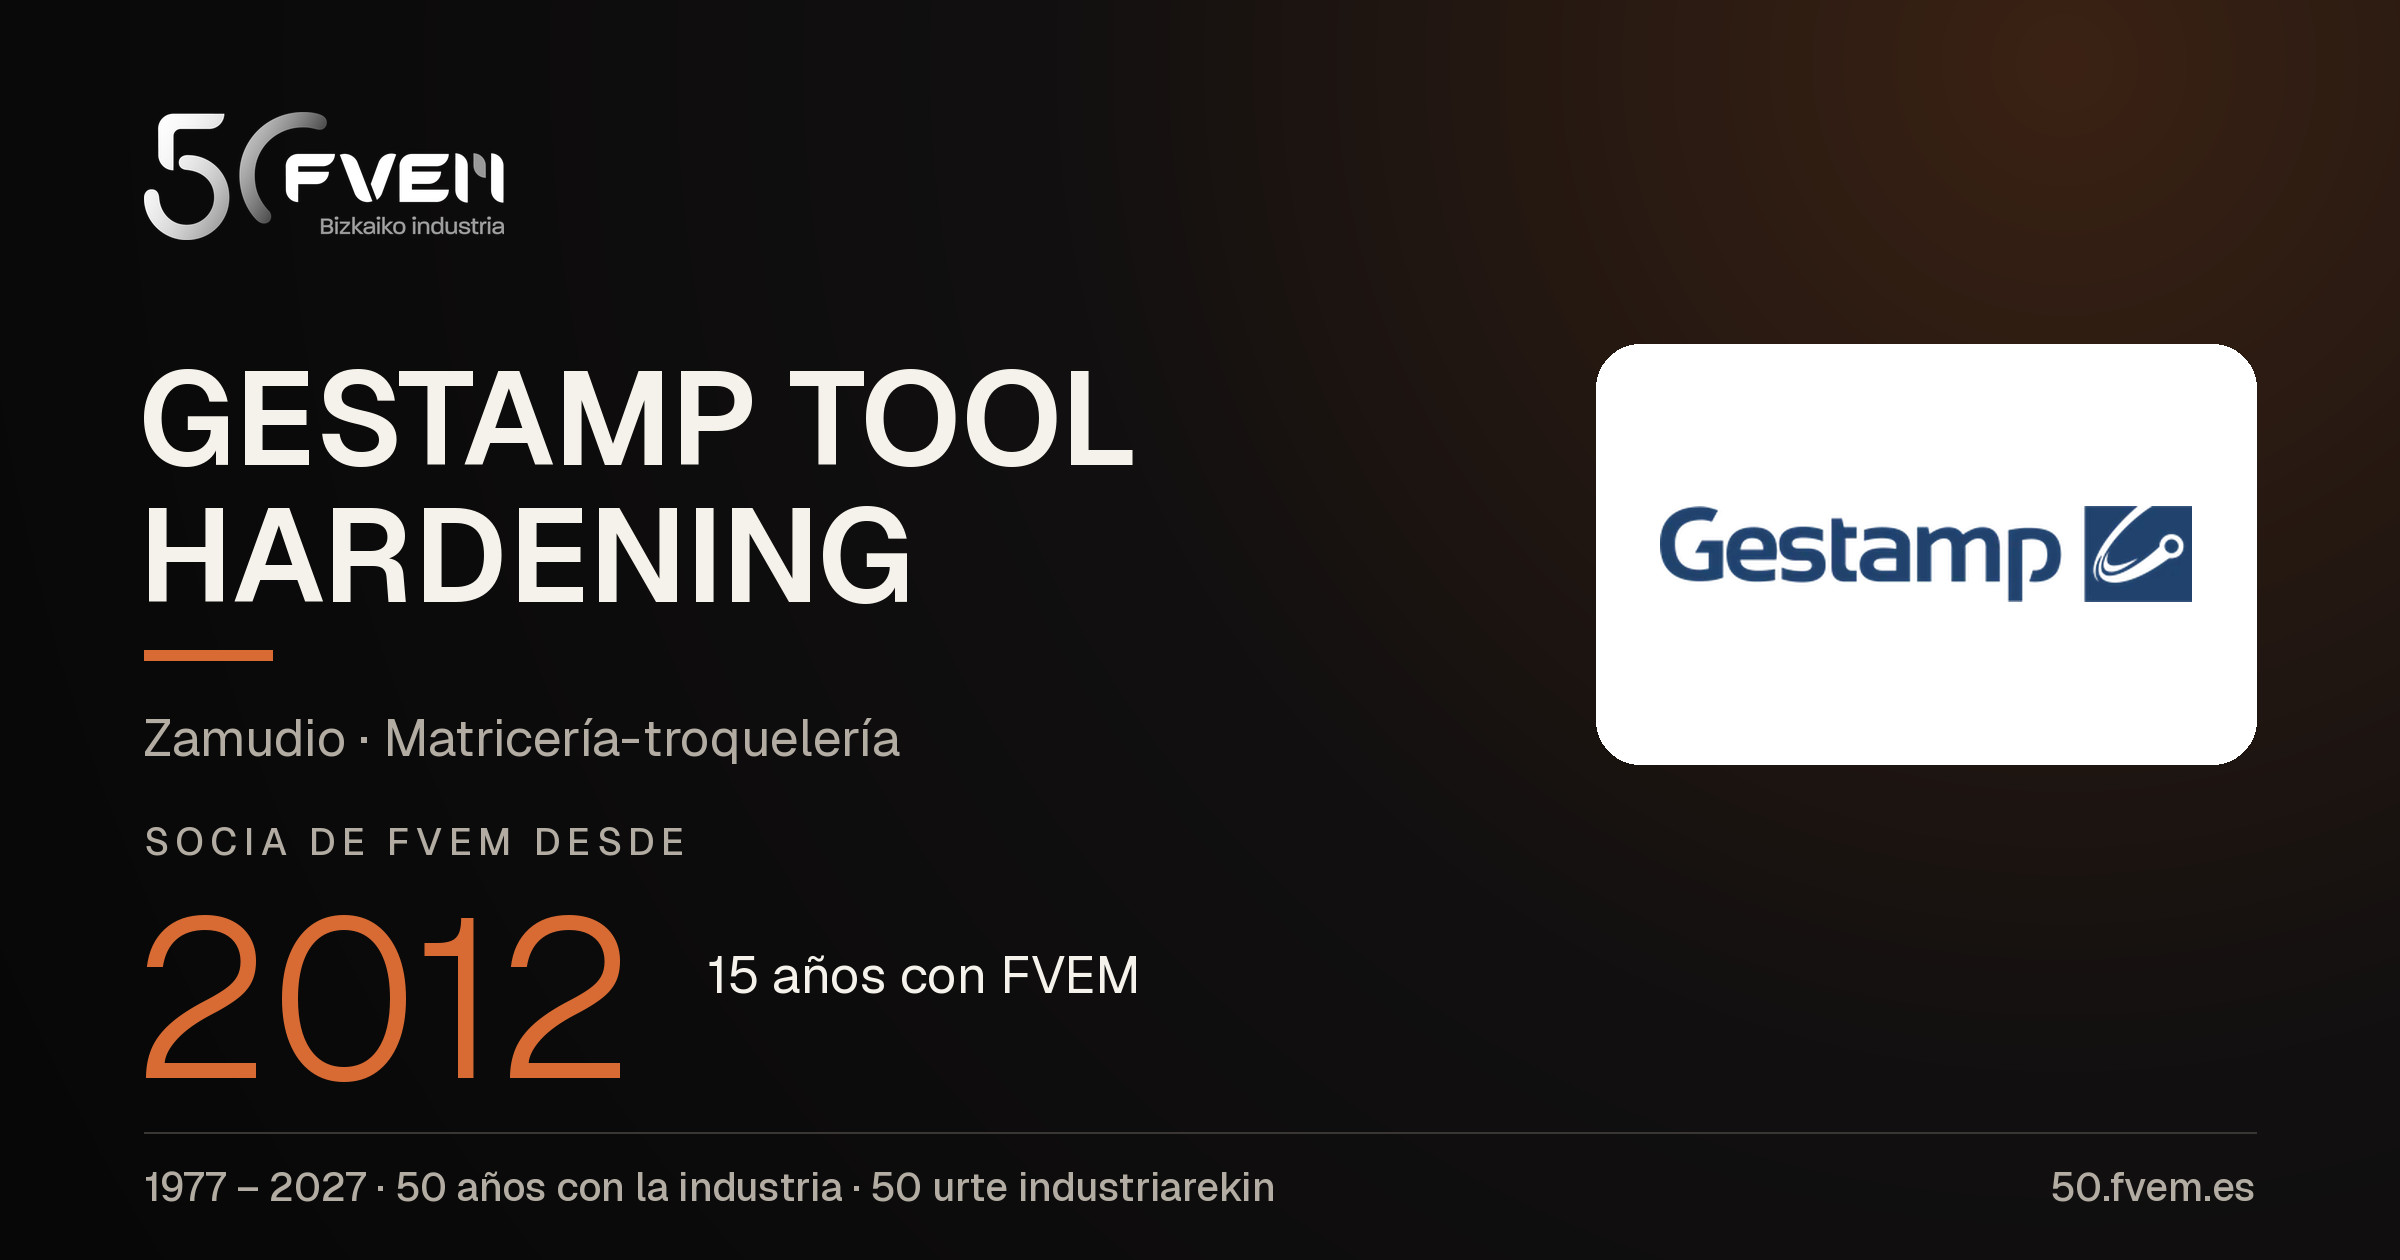 50 FVEM
Bizkaiko industria
GESTAMP TOOL
HARDENING
Gestamp
Zamudio · Matricería-troquelería
SOCIA DE FVEM DESDE
2012
15 años con FVEM
1977 – 2027 · 50 años con la industria · 50 urte industriarekin
50.fvem.es